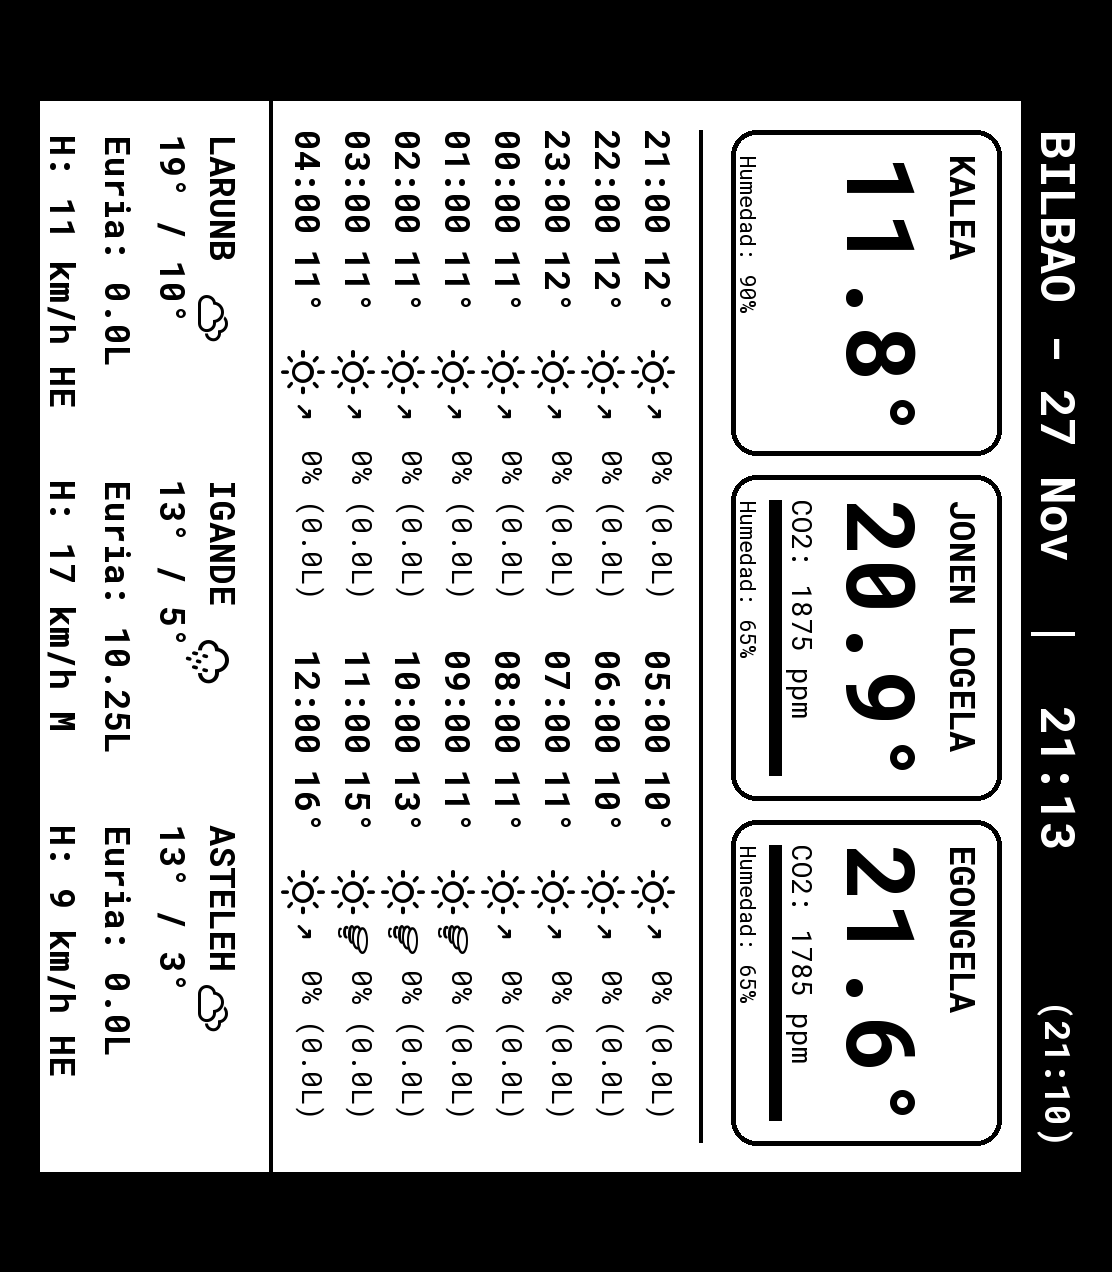 BILBAO - 27 Nov | 21:13 (21:10)
KALEA
11.8°
Humedad: 90%
JONEN LOGELA
20.9°
CO2: 1875 ppm
Humedad: 65%
EGONGELA
21.6°
CO2: 1785 ppm
Humedad: 65%
21:00 12° ↗ 0% (0.0L)
22:00 12° ↗ 0% (0.0L)
23:00 12° ↗ 0% (0.0L)
00:00 11° ↗ 0% (0.0L)
01:00 11° ↗ 0% (0.0L)
02:00 11° ↗ 0% (0.0L)
03:00 11° ↗ 0% (0.0L)
04:00 11° ↗ 0% (0.0L)
05:00 10° ↗ 0% (0.0L)
06:00 10° ↗ 0% (0.0L)
07:00 11° ↗ 0% (0.0L)
08:00 11° ↗ 0% (0.0L)
09:00 11° 0% (0.0L)
10:00 13° 0% (0.0L)
11:00 15° 0% (0.0L)
12:00 16° ↗ 0% (0.0L)
LARUNB
19° / 10°
Euria: 0.0L
H: 11 km/h HE
IGANDE
13° / 5°
Euria: 10.25L
H: 17 km/h M
ASTELEH
13° / 3°
Euria: 0.0L
H: 9 km/h HE